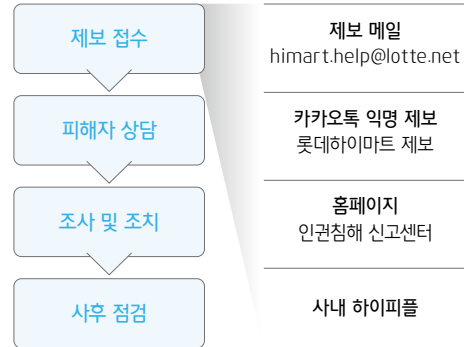 제보 접수
피해자 상담
조사 및 조치
사후 점검
제보 메일
himart.help@lotte.net
카카오톡 익명 제보
롯데하이마트 제보
홈페이지
인권침해 신고센터
사내 하이피플